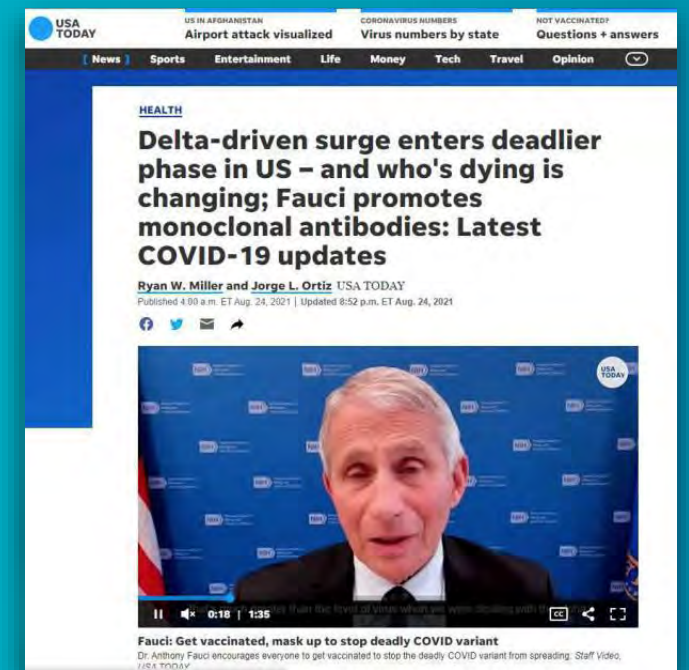 USA
TODAY
US IN AFGHANISTAN
Airport attack visualized
CORONAVIRUS NUMBERS
Virus numbers by state
NOT VACCINATED?
Questions + answers
[ News ] Sports Entertainment Life Money Tech Travel Opinion
HEALTH
Delta-driven surge enters deadlier
phase in US – and who's dying is
changing; Fauci promotes
monoclonal antibodies: Latest
COVID-19 updates
Ryan W. Miller and Jorge L. Ortiz USA TODAY
Published 4:00 a.m. ET Aug. 24, 2021 | Updated 8:52 p.m. ET Aug. 24, 2021
USA
TODAY
NIH
0:18 | 1:35
CC
Fauci: Get vaccinated, mask up to stop deadly COVID variant
Dr. Anthony Fauci encourages everyone to get vaccinated to stop the deadly COVID variant from spreading. Staff Video,
USA TODAY